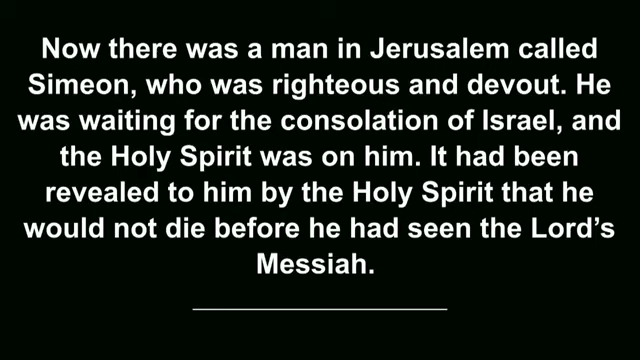 Now there was a man in Jerusalem called
Simeon, who was righteous and devout. He
was waiting for the consolation of Israel, and
the Holy Spirit was on him. It had been
revealed to him by the Holy Spirit that he
would not die before he had seen the Lord’s
Messiah.